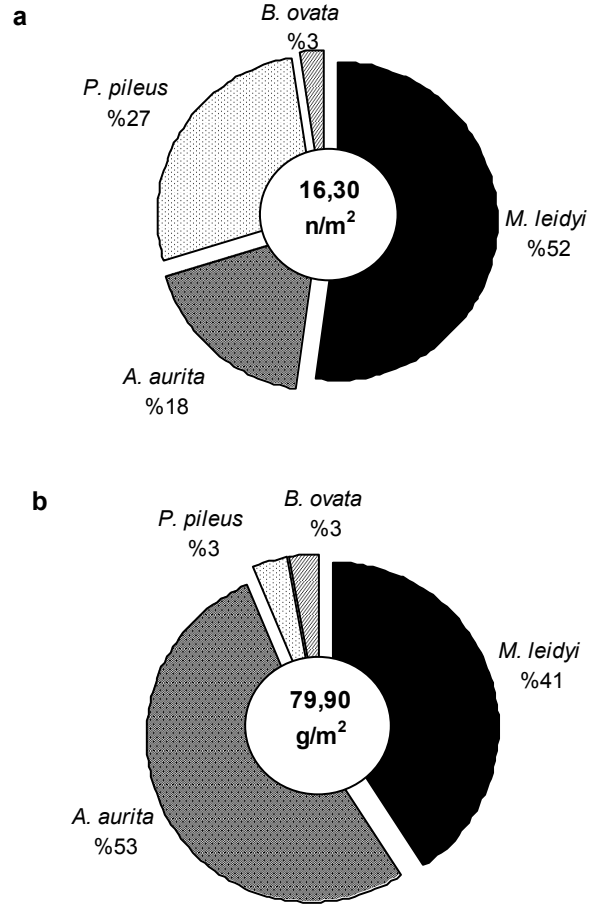 a
B. ovata
%3
P. pileus
%27
16,30
n/m²
M. leidyi
%52
A. aurita
%18
b
B. ovata
%3
P. pileus
%3
M. leidyi
%41
79,90
g/m²
A. aurita
%53